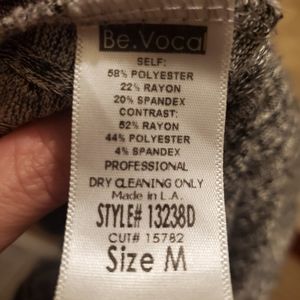 Be.Vocal
SELF:
58% POLYESTER
22% RAYON
20% SPANDEX
CONTRAST:
52% RAYON
44% POLYESTER
4% SPANDEX
PROFESSIONAL
DRY CLEANING ONLY
Made in L.A.
STYLE# 13238D
CUT# 15782
Size M